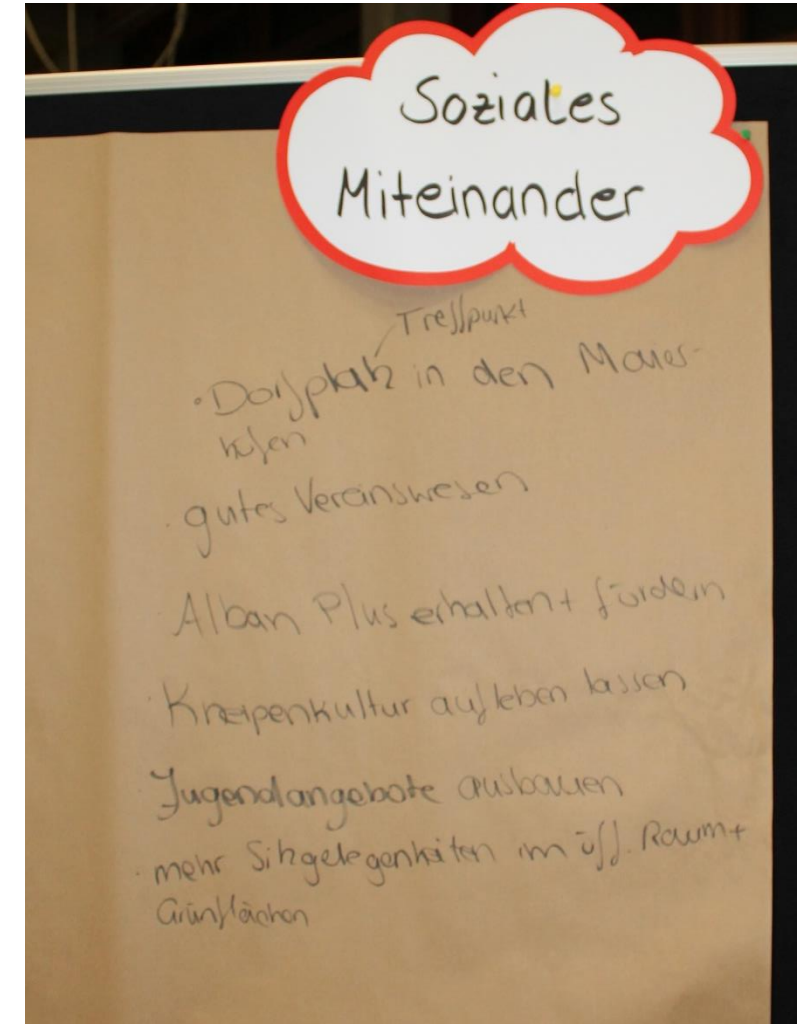 Soziales
Miteinander
Treffpunkt
• Dorfplatz in den Maier-
höfen
· gutes Vereinswesen
Alban Plus erhalten + fördern
· Kneipenkultur aufleben lassen
· Jugendangebote ausbauen
· mehr Sitzgelegenheiten im öff. Raum +
Grünflächen